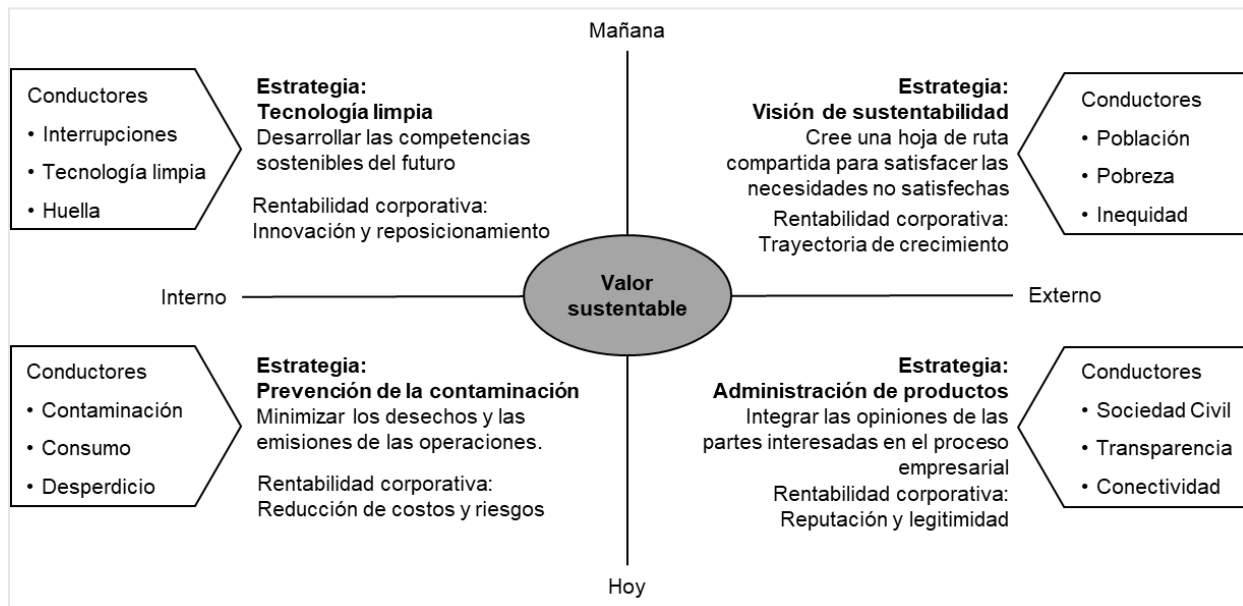 Mañana
Conductores
• Interrupciones
• Tecnología limpia
• Huella
Estrategia:
Tecnología limpia
Desarrollar las competencias
sostenibles del futuro
Rentabilidad corporativa:
Innovación y reposicionamiento
Estrategia:
Visión de sustentabilidad
Cree una hoja de ruta
compartida para satisfacer las
necesidades no satisfechas
Rentabilidad corporativa:
Trayectoria de crecimiento
Conductores
• Población
• Pobreza
• Inequidad
Interno
Valor
sustentable
Externo
Conductores
• Contaminación
• Consumo
• Desperdicio
Estrategia:
Prevención de la contaminación
Minimizar los desechos y las
emisiones de las operaciones.
Rentabilidad corporativa:
Reducción de costos y riesgos
Estrategia:
Administración de productos
Integrar las opiniones de las
partes interesadas en el proceso
empresarial
Rentabilidad corporativa:
Reputación y legitimidad
Conductores
• Sociedad Civil
• Transparencia
• Conectividad
Hoy